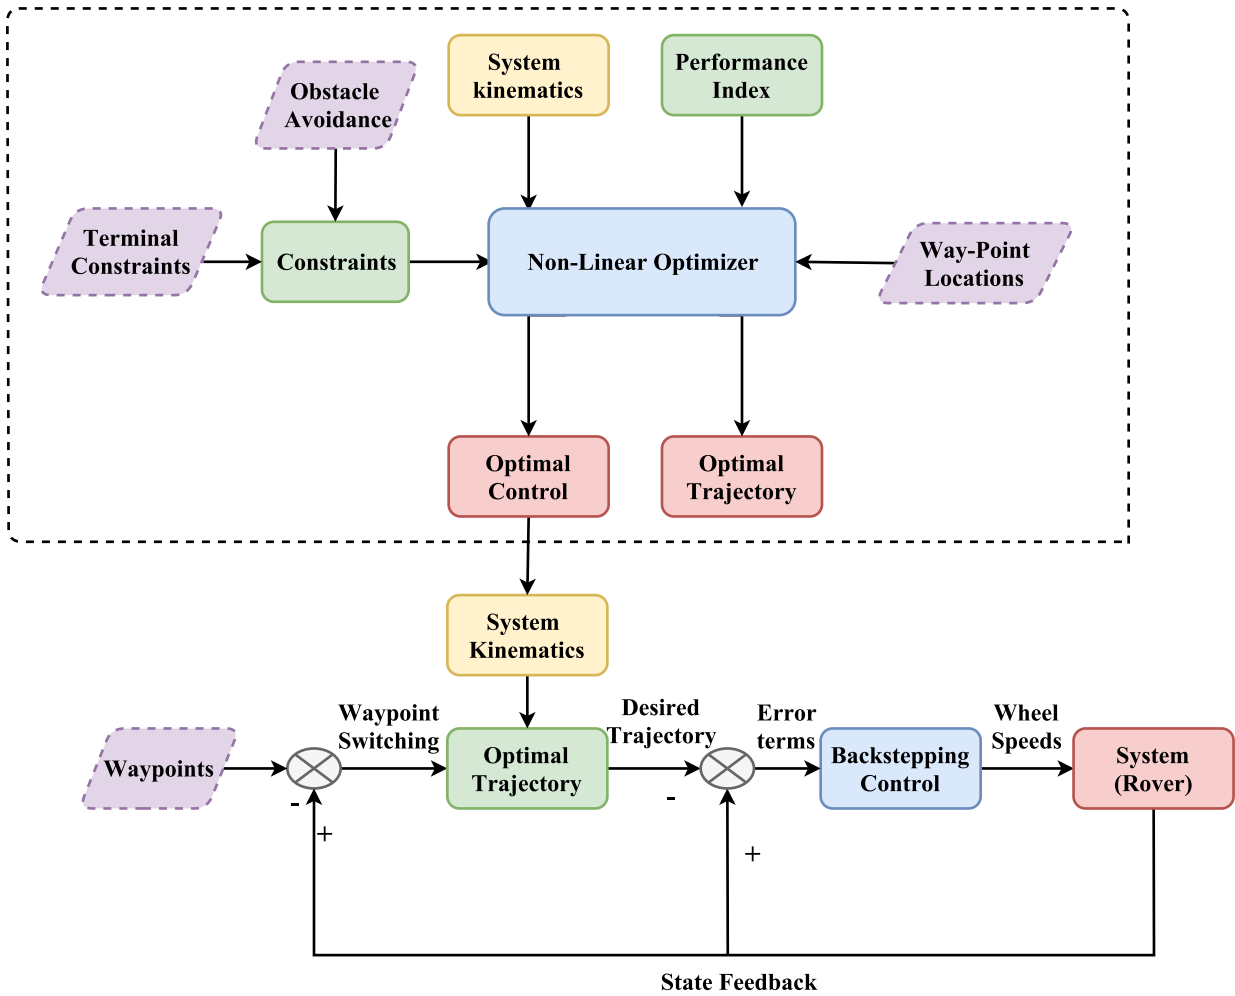 System
kinematics
Performance
Index
Obstacle
Avoidance
Terminal
Constraints
Constraints
Non-Linear Optimizer
Way-Point
Locations
Optimal
Control
Optimal
Trajectory
System
Kinematics
Waypoints
-
+
Waypoint
Switching
Optimal
Trajectory
Desired
Trajectory
-
+
Error
terms
Backstepping
Control
Wheel
Speeds
System
(Rover)
State Feedback